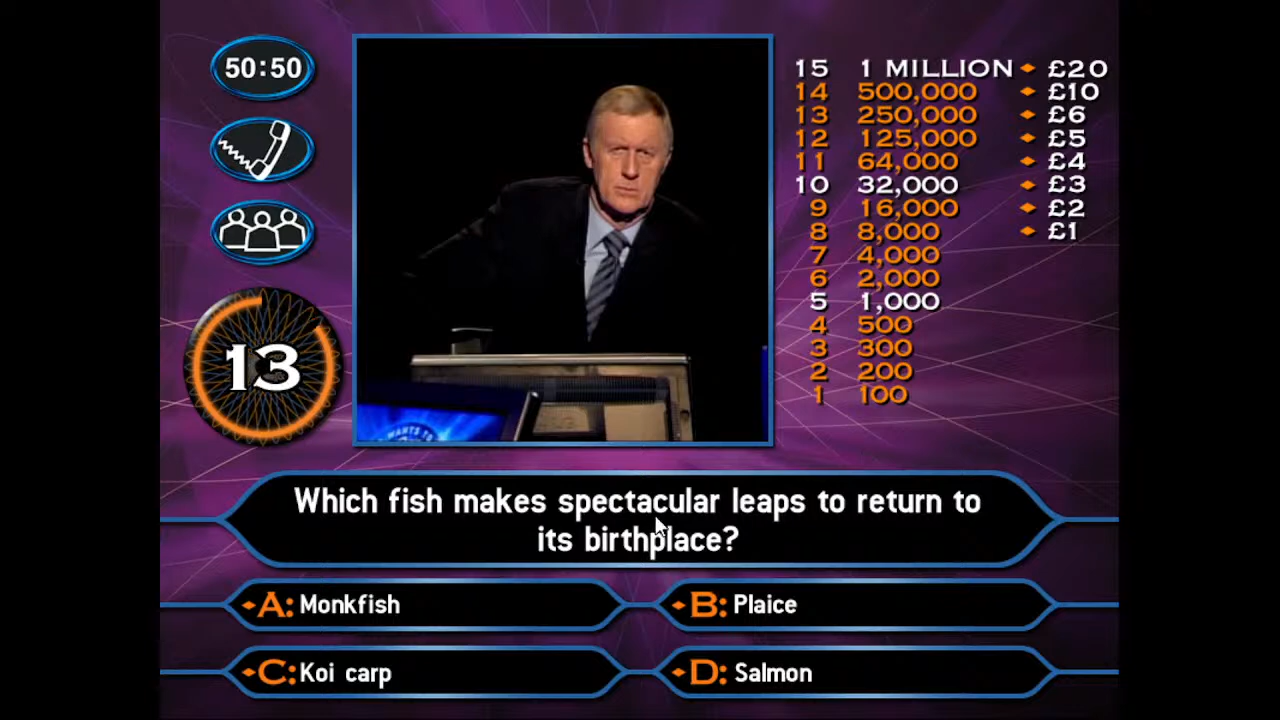 50:50
15 1 MILLION £20
14 500,000 £10
13 250,000 £6
12 125,000 £5
11 64,000 £4
10 32,000 £3
9 16,000 £2
8 8,000 £1
7 4,000
6 2,000
5 1,000
4 500
3 300
2 200
1 100
13
WANTS TO
Which fish makes spectacular leaps to return to
its birthplace?
A: Monkfish
B: Plaice
C: Koi carp
D: Salmon